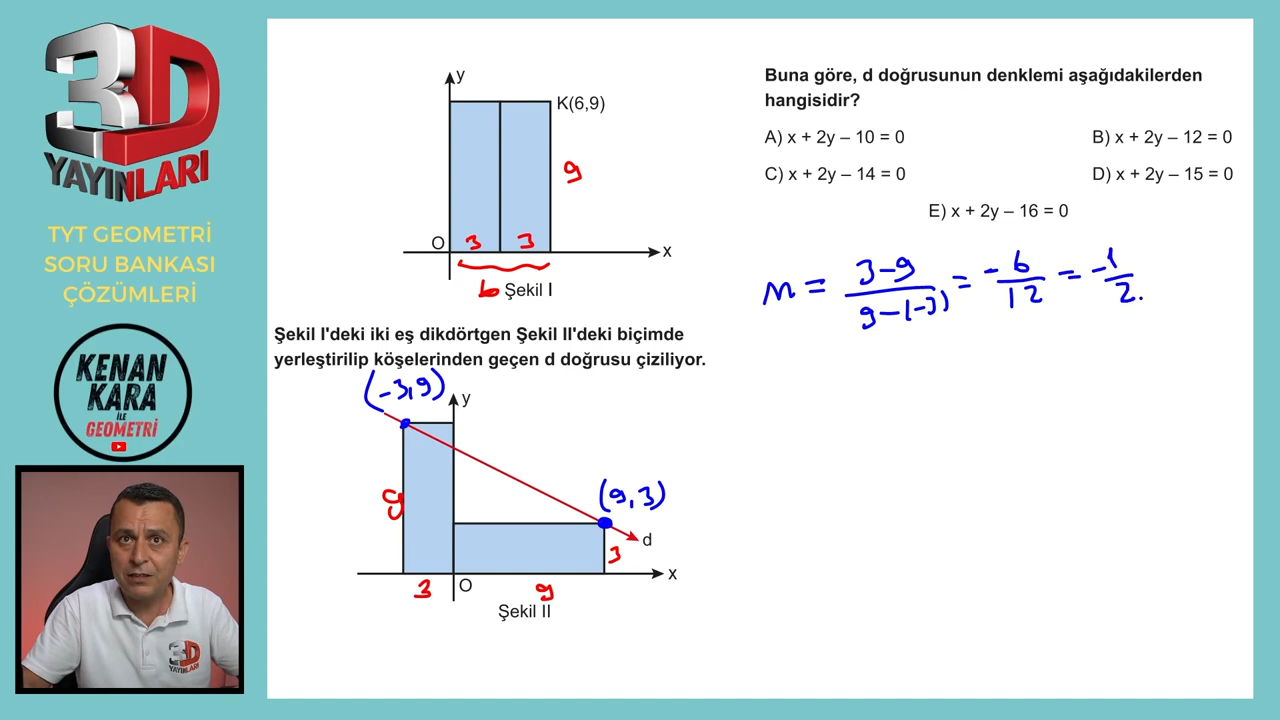 3D
YAYINLARI
TYT GEOMETRİ
SORU BANKASI
ÇÖZÜMLERİ
KENAN
KARA
İLE
GEOMETRİ
3D
YAYINLARI
y
K(6,9)
9
O
3
3
x
6
Şekil I
Şekil I'deki iki eş dikdörtgen Şekil II'deki biçimde
yerleştirilip köşelerinden geçen d doğrusu çiziliyor.
(-3,9)
y
9
(9,3)
d
3
3
O
9
x
Şekil II
Buna göre, d doğrusunun denklemi aşağıdakilerden
hangisidir?
A) x + 2y – 10 = 0
B) x + 2y – 12 = 0
C) x + 2y – 14 = 0
D) x + 2y – 15 = 0
E) x + 2y – 16 = 0
m = 3-9 / 9-(-3) = -6/12 = -1/2.